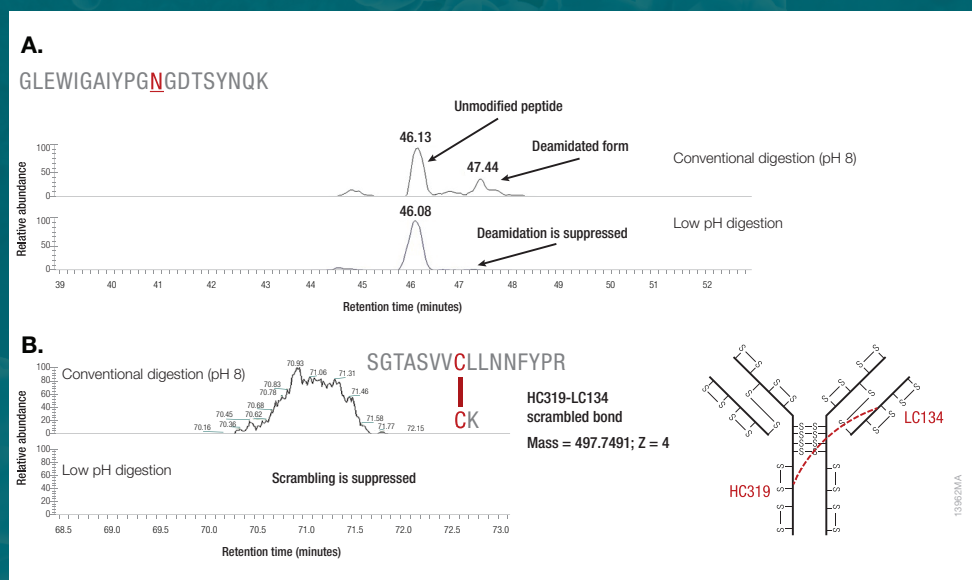 A.
GLEWIGAIYPGNGDTSYNQK
Unmodified peptide
46.13
Deamidated form
47.44
Conventional digestion (pH 8)
Relative abundance
100
50
0
46.08
Low pH digestion
Deamidation is suppressed
100
50
0
39 40 41 42 43 44 45 46 47 48 49 50 51 52
Retention time (minutes)
B.
Conventional digestion (pH 8)
SGTASVVCLLNNFYPR
CK
HC319-LC134
scrambled bond
Mass = 497.7491; Z = 4
Relative abundance
100
80
60
40
20
0
70.16
70.45
70.36
70.62
70.68
70.78
70.83
70.93
71.06
71.31
71.46
71.58
71.77
72.15
Relative abundance
100
80
60
40
20
0
Low pH digestion
Scrambling is suppressed
68.5 69.0 70.0 70.5 71.0 71.5 72.0 72.5 73.0
Retention time (minutes)
LC134
HC319
13962MA